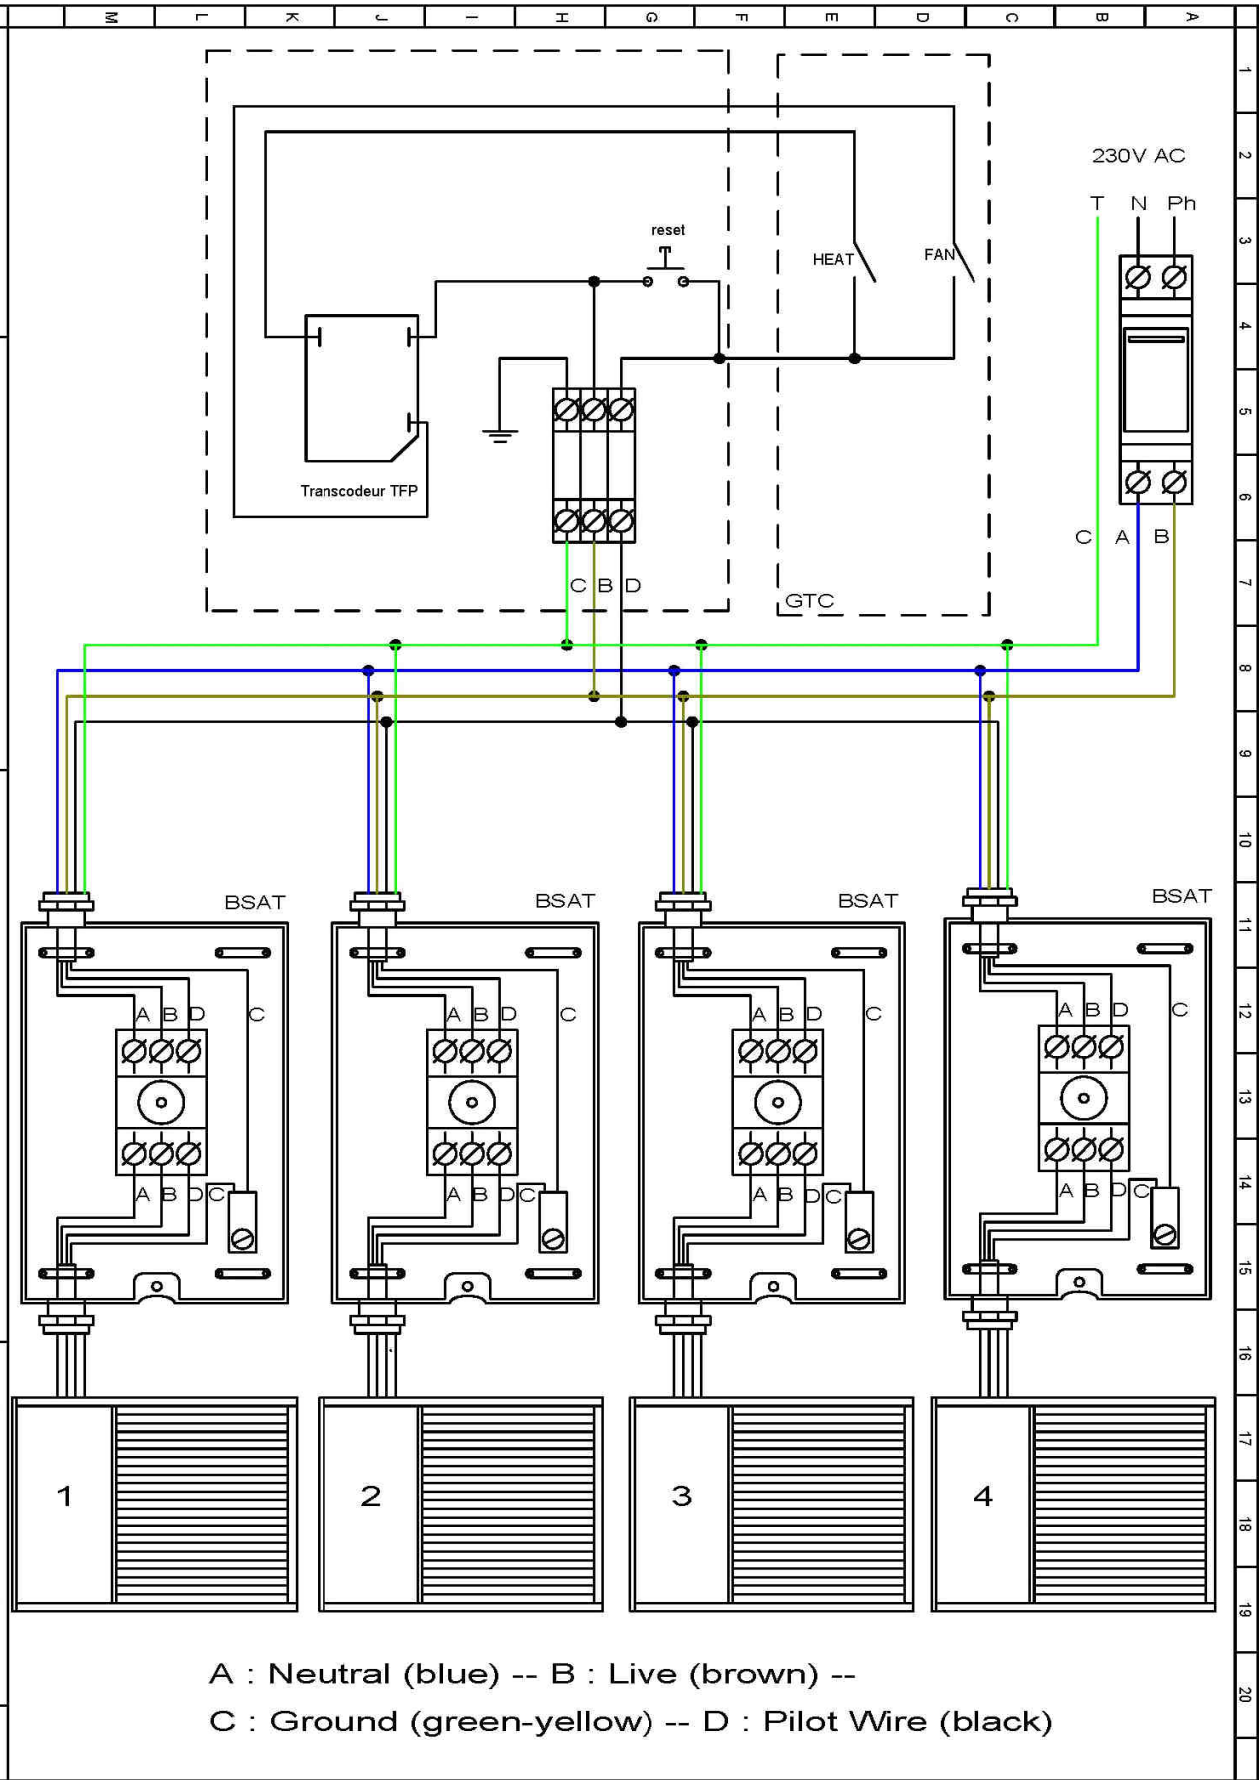 M L K J I H G F E D C B A
1
2
3
4
5
6
7
8
9
10
11
12
13
14
15
16
17
18
19
20
230V AC
T N Ph
reset
HEAT
FAN
Transcodeur TFP
C A B
C B D
GTC
BSAT BSAT BSAT BSAT
A B D C
A B D C
A B D C
A B D C
A B D C
A B D C
A B D C
A B D C
1 2 3 4
A : Neutral (blue) -- B : Live (brown) --
C : Ground (green-yellow) -- D : Pilot Wire (black)